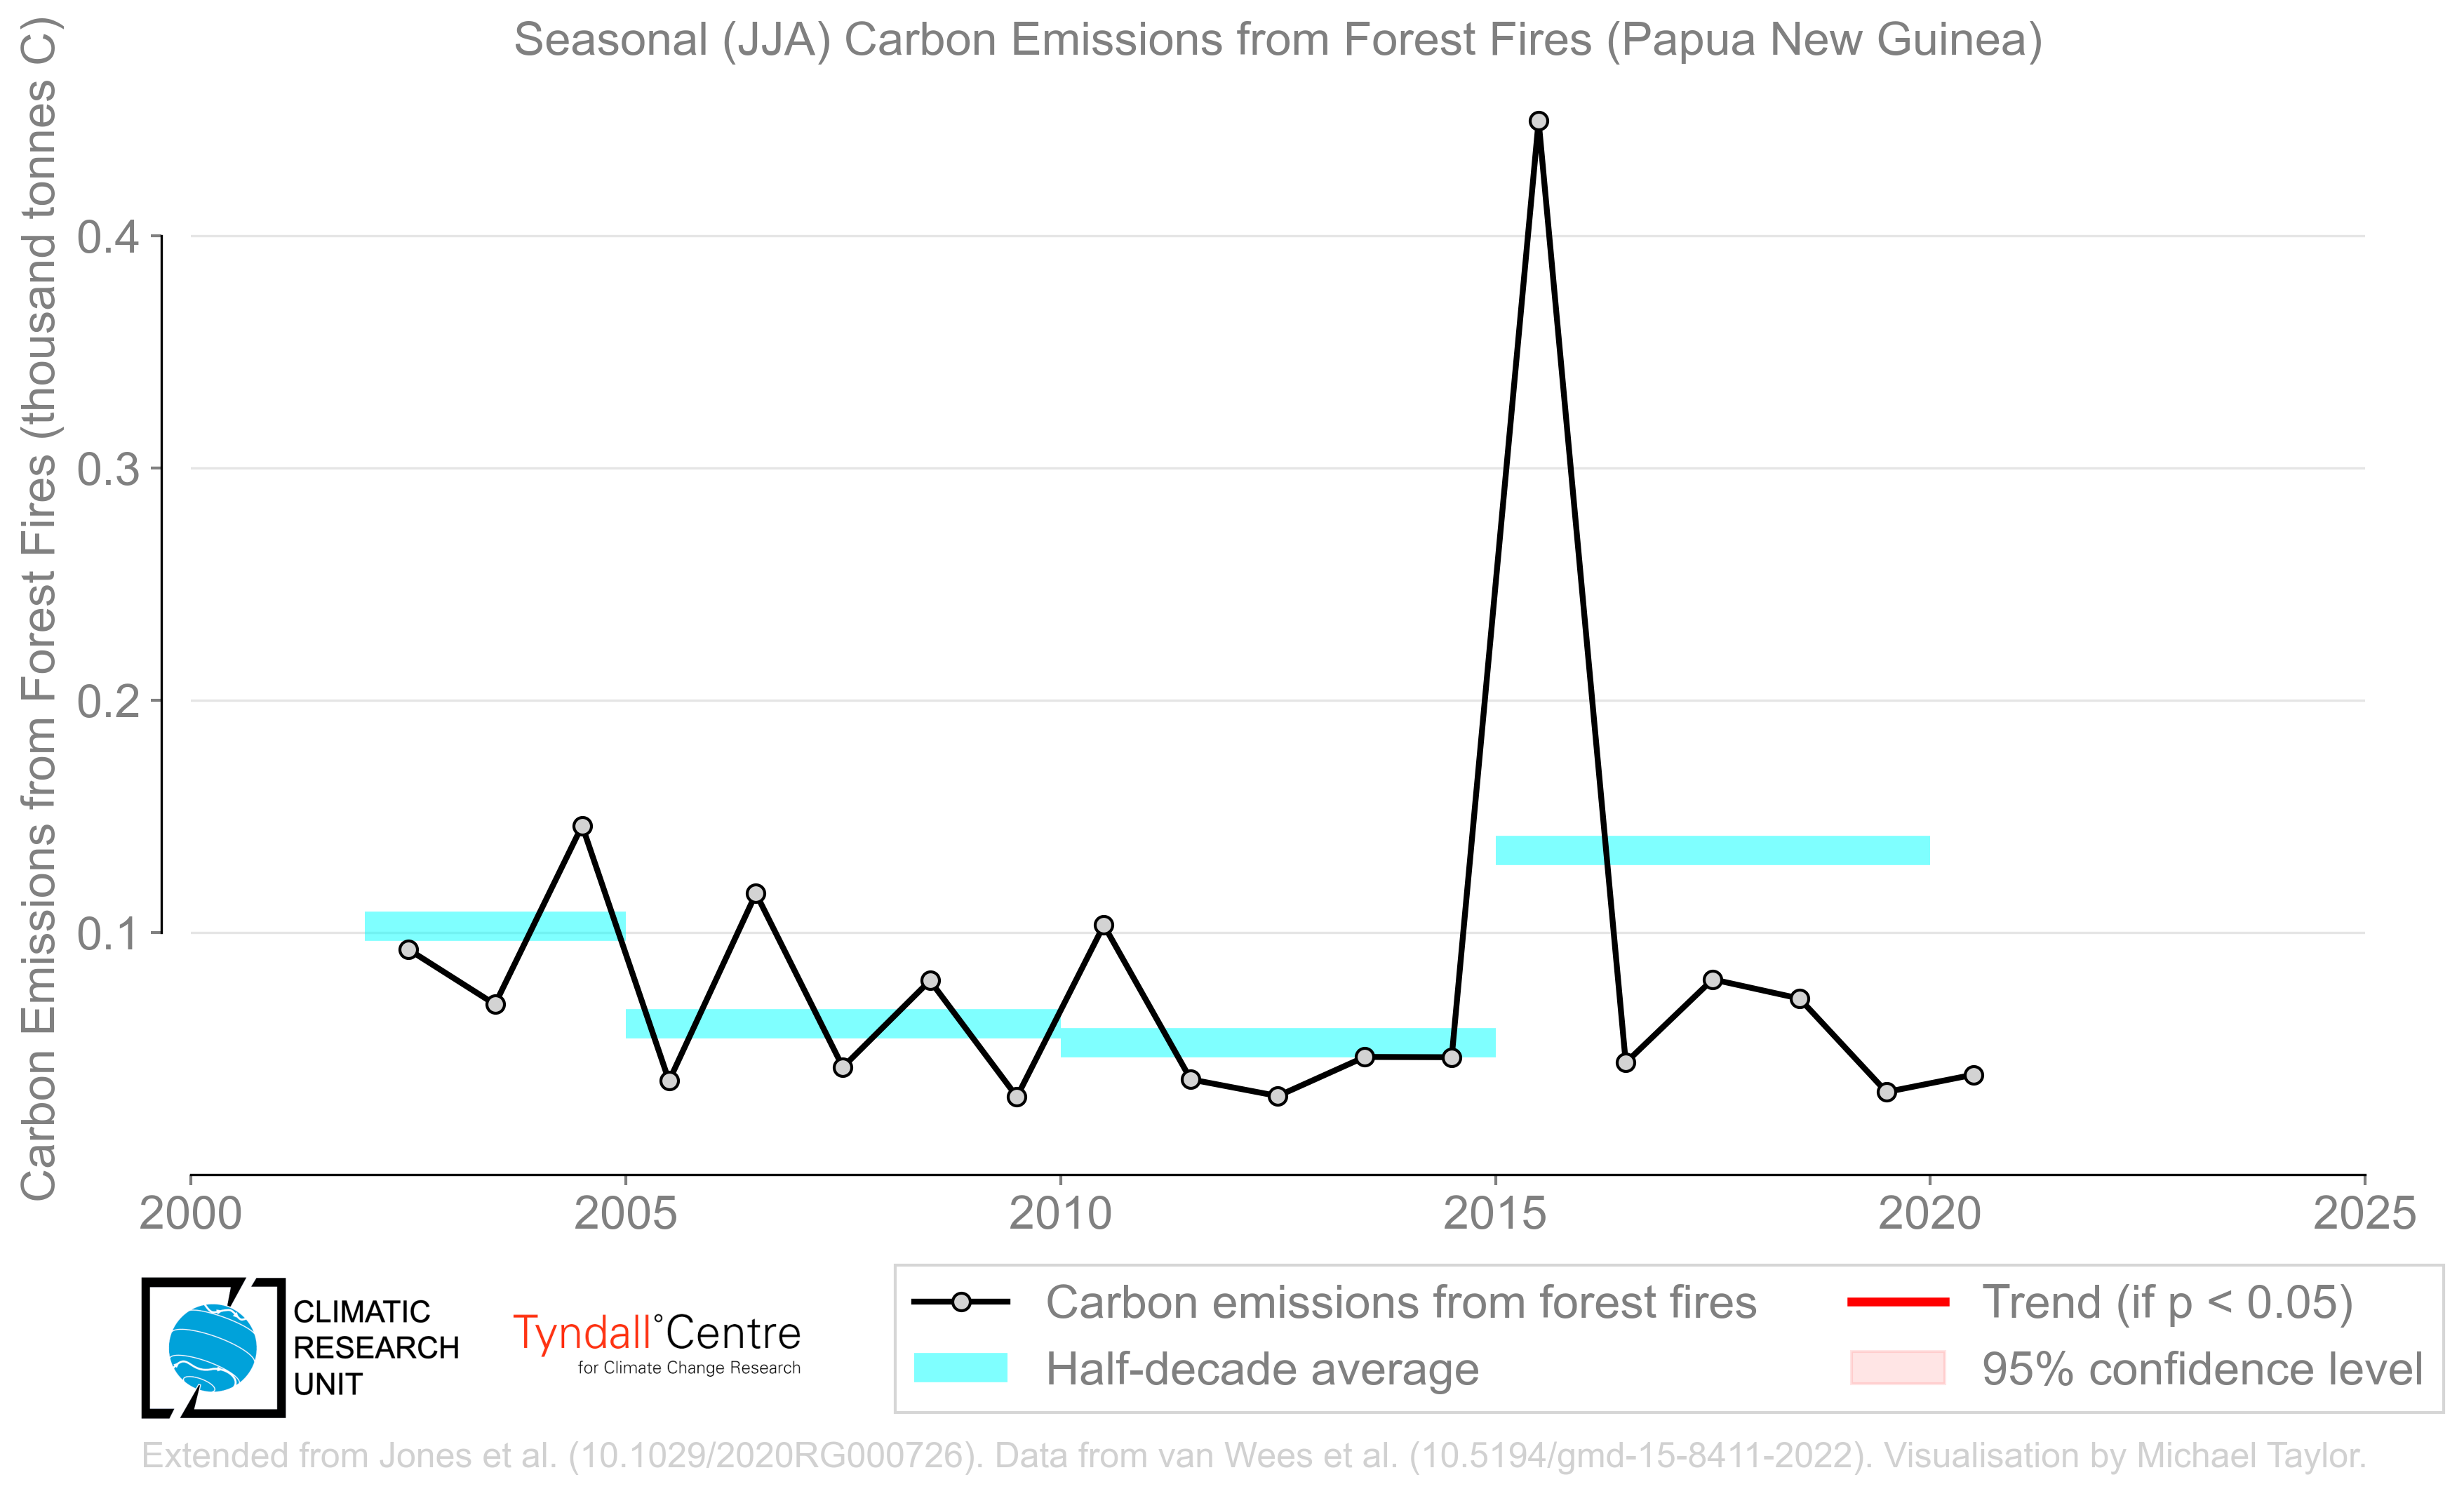 Seasonal (JJA) Carbon Emissions from Forest Fires (Papua New Guinea)
Carbon Emissions from Forest Fires (thousand tonnes C)
0.4
0.3
0.2
0.1
2000 2005 2010 2015 2020 2025
CLIMATIC
RESEARCH
UNIT
Tyndall°Centre
for Climate Change Research
Carbon emissions from forest fires
Half-decade average
Trend (if p < 0.05)
95% confidence level
Extended from Jones et al. (10.1029/2020RG000726). Data from van Wees et al. (10.5194/gmd-15-8411-2022). Visualisation by Michael Taylor.